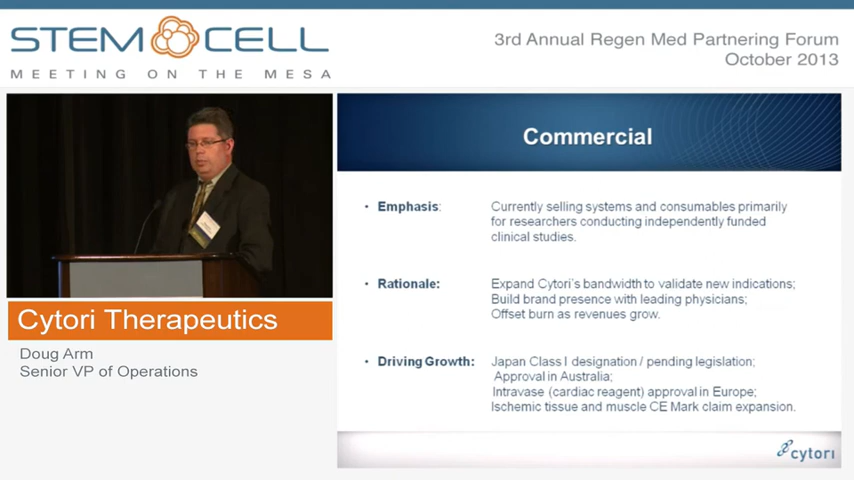 STEM CELL
MEETING ON THE MESA
3rd Annual Regen Med Partnering Forum
October 2013
Commercial
• Emphasis: Currently selling systems and consumables primarily
for researchers conducting independently funded
clinical studies.
• Rationale: Expand Cytori's bandwidth to validate new indications;
Build brand presence with leading physicians;
Offset burn as revenues grow.
• Driving Growth: Japan Class I designation / pending legislation;
Approval in Australia;
Intravase (cardiac reagent) approval in Europe;
Ischemic tissue and muscle CE Mark claim expansion.
cytori
Cytori Therapeutics
Doug Arm
Senior VP of Operations